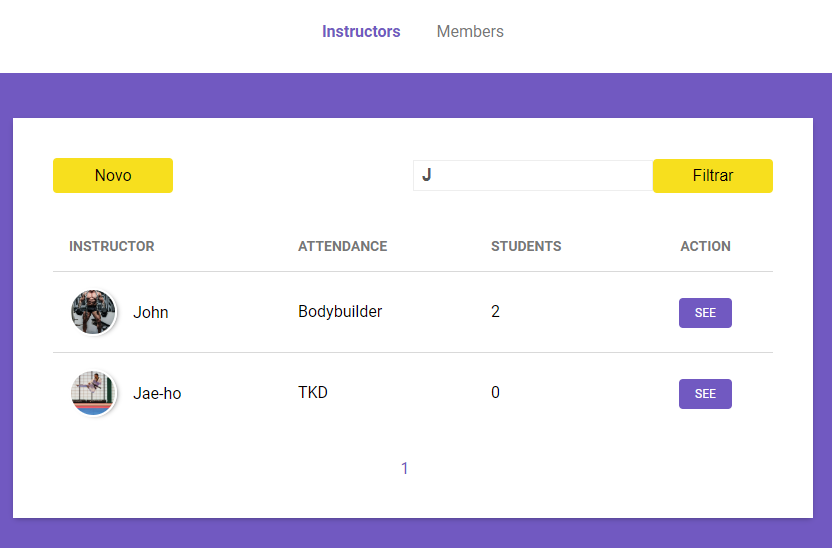 Instructors Members
Novo J Filtrar
INSTRUCTOR ATTENDANCE STUDENTS ACTION
John Bodybuilder 2 SEE
Jae-ho TKD 0 SEE
1